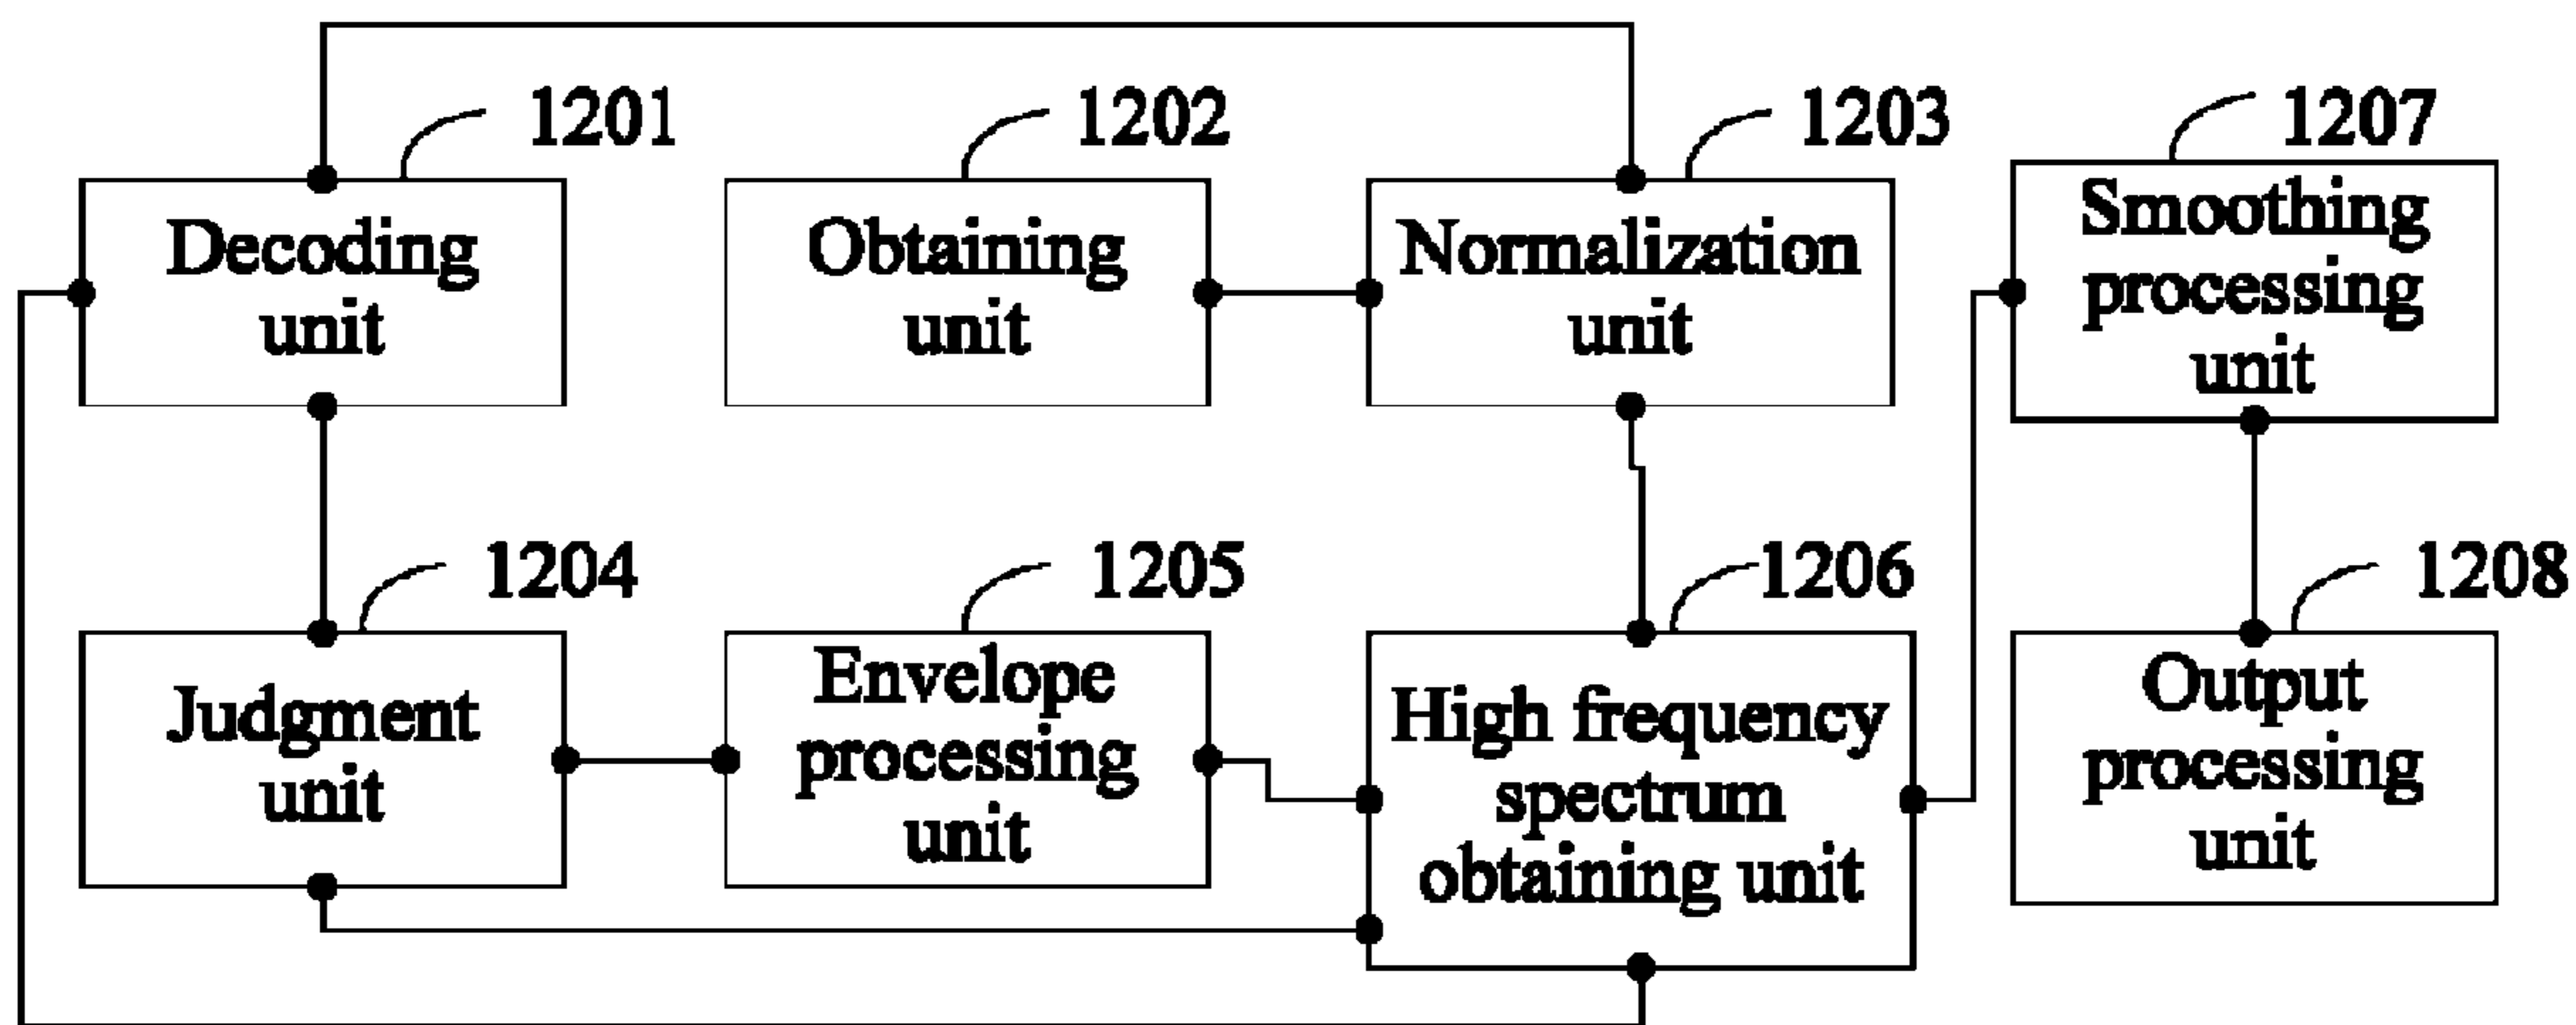 1201
1202
1203
1207
Decoding
unit
Obtaining
unit
Normalization
unit
Smoothing
processing
unit
1204
1205
1206
1208
Judgment
unit
Envelope
processing
unit
High frequency
spectrum
obtaining unit
Output
processing
unit